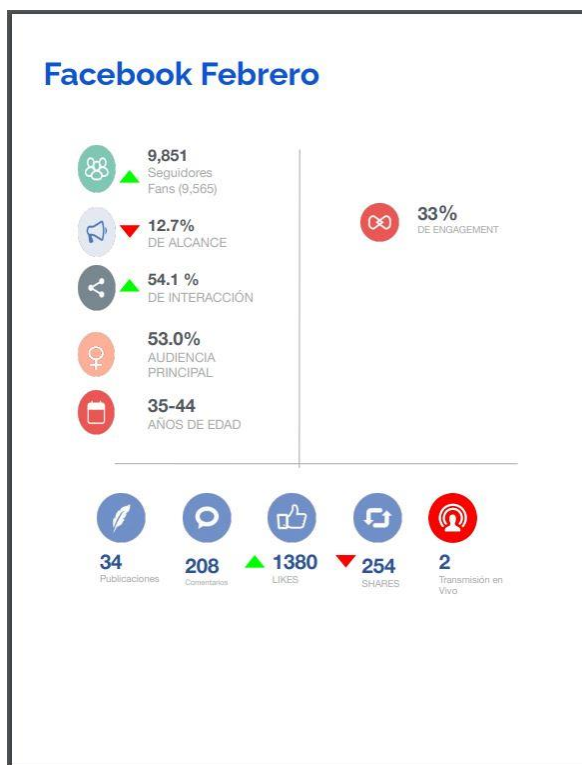 Facebook Febrero
9,851
Seguidores
Fans (9,565)
12.7%
DE ALCANCE
54.1 %
DE INTERACCIÓN
53.0%
AUDIENCIA
PRINCIPAL
35-44
AÑOS DE EDAD
33%
DE ENGAGEMENT
34
Publicaciones
208
Comentarios
1380
LIKES
254
SHARES
2
Transmisión en
Vivo